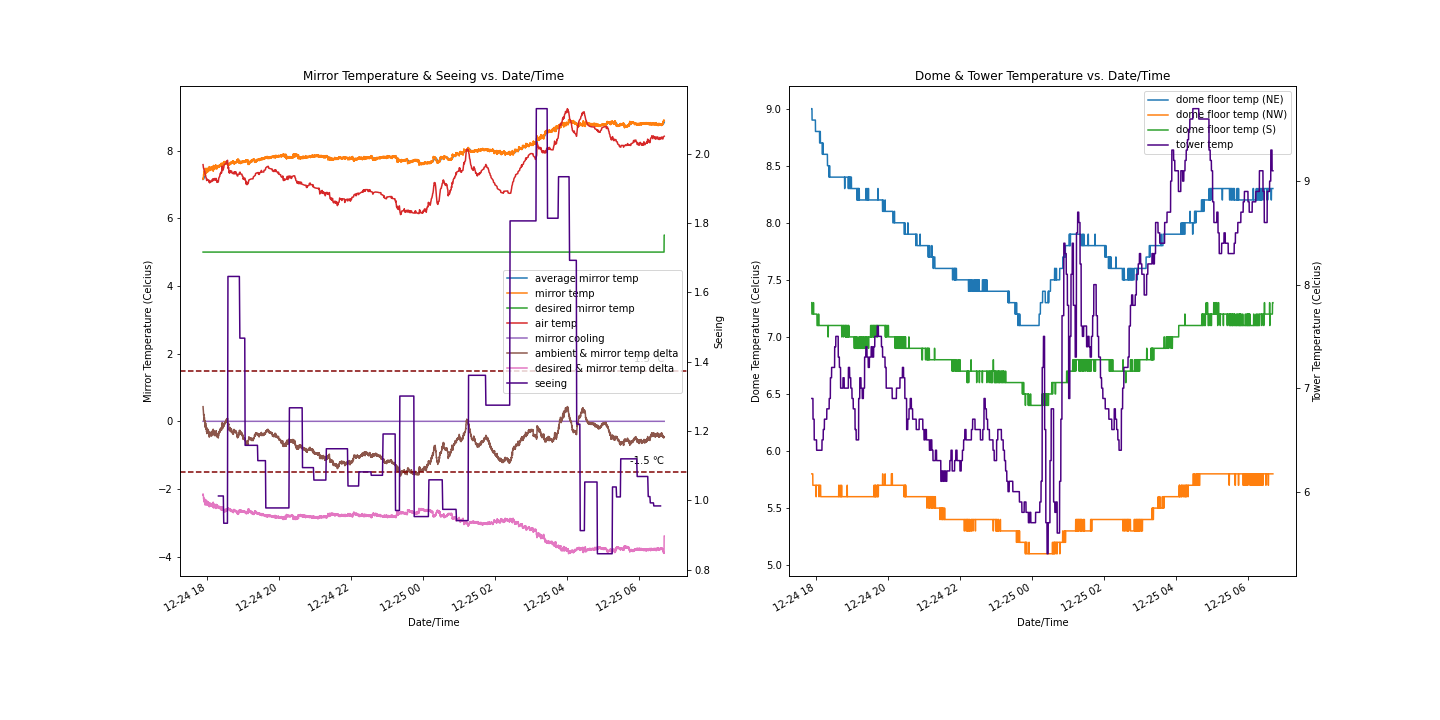 Mirror Temperature & Seeing vs. Date/Time
Mirror Temperature (Celcius)
8
6
4
2
0
−2
−4
2.0
1.8
1.6
1.4
1.2
1.0
0.8
Seeing
average mirror temp
mirror temp
desired mirror temp
air temp
mirror cooling
ambient & mirror temp delta
desired & mirror temp delta
seeing
-1.5 °C
12-24 18
12-24 20
12-24 22
12-25 00
12-25 02
12-25 04
12-25 06
Date/Time
Dome & Tower Temperature vs. Date/Time
Dome Temperature (Celcius)
9.0
8.5
8.0
7.5
7.0
6.5
6.0
5.5
5.0
9
8
7
6
Tower Temperature (Celcius)
dome floor temp (NE)
dome floor temp (NW)
dome floor temp (S)
tower temp
12-24 18
12-24 20
12-24 22
12-25 00
12-25 02
12-25 04
12-25 06
Date/Time